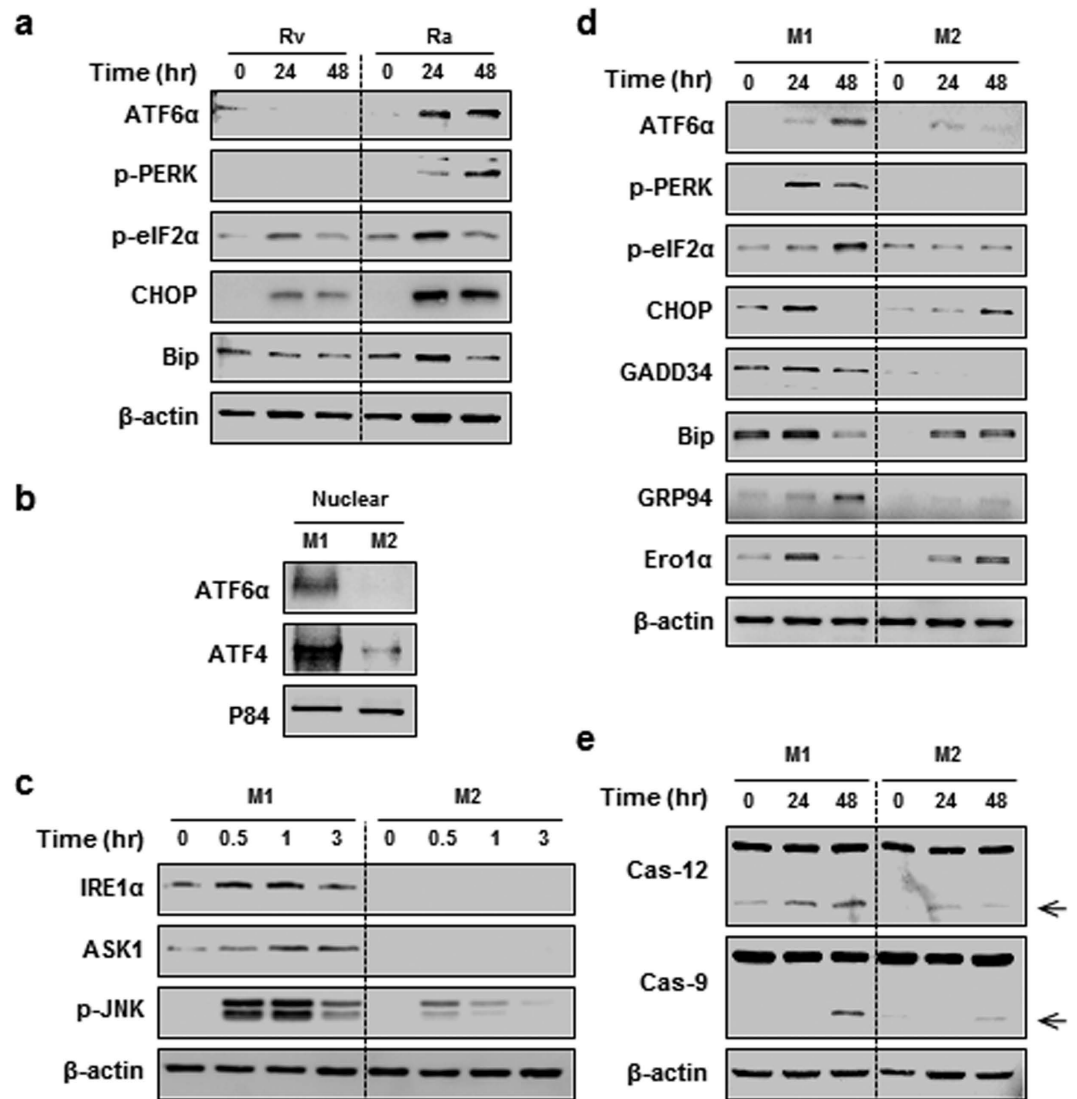 a
Rv Ra
Time (hr) 0 24 48 0 24 48
ATF6α
p-PERK
p-eIF2α
CHOP
Bip
β-actin
b
Nuclear
M1 M2
ATF6α
ATF4
P84
c
M1 M2
Time (hr) 0 0.5 1 3 0 0.5 1 3
IRE1α
ASK1
p-JNK
β-actin
d
M1 M2
Time (hr) 0 24 48 0 24 48
ATF6α
p-PERK
p-eIF2α
CHOP
GADD34
Bip
GRP94
Ero1α
β-actin
e
M1 M2
Time (hr) 0 24 48 0 24 48
Cas-12
Cas-9
β-actin